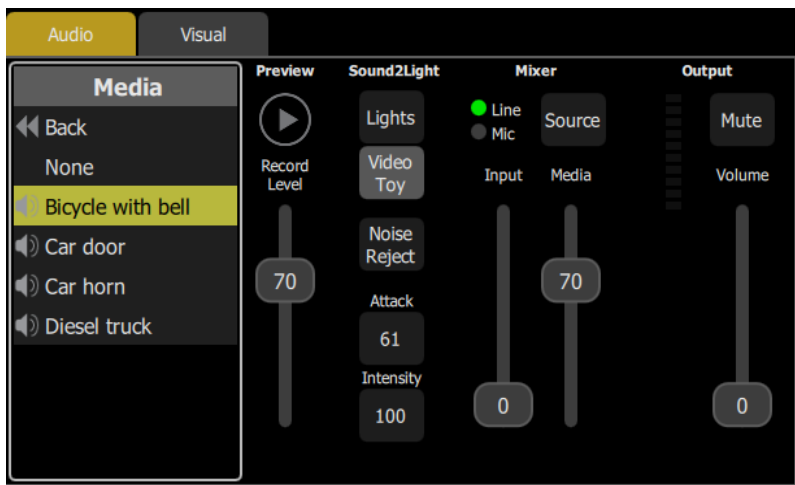 Audio
Visual
Media
Back
None
Bicycle with bell
Car door
Car horn
Diesel truck
Preview
Record
Level
70
Sound2Light
Lights
Video
Toy
Noise
Reject
Attack
61
Intensity
100
Mixer
Line
Mic
Source
Input
Media
0
70
Output
Mute
Volume
0